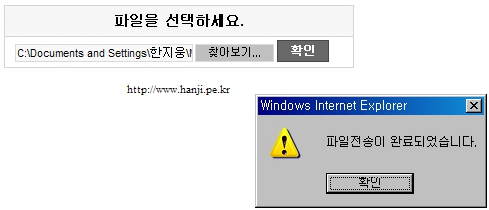 파일을 선택하세요.
C:\Documents and Settings\한지웅\ 찾아보기... 확인
http://www.hanji.pe.kr
Windows Internet Explorer
파일전송이 완료되었습니다.
확인